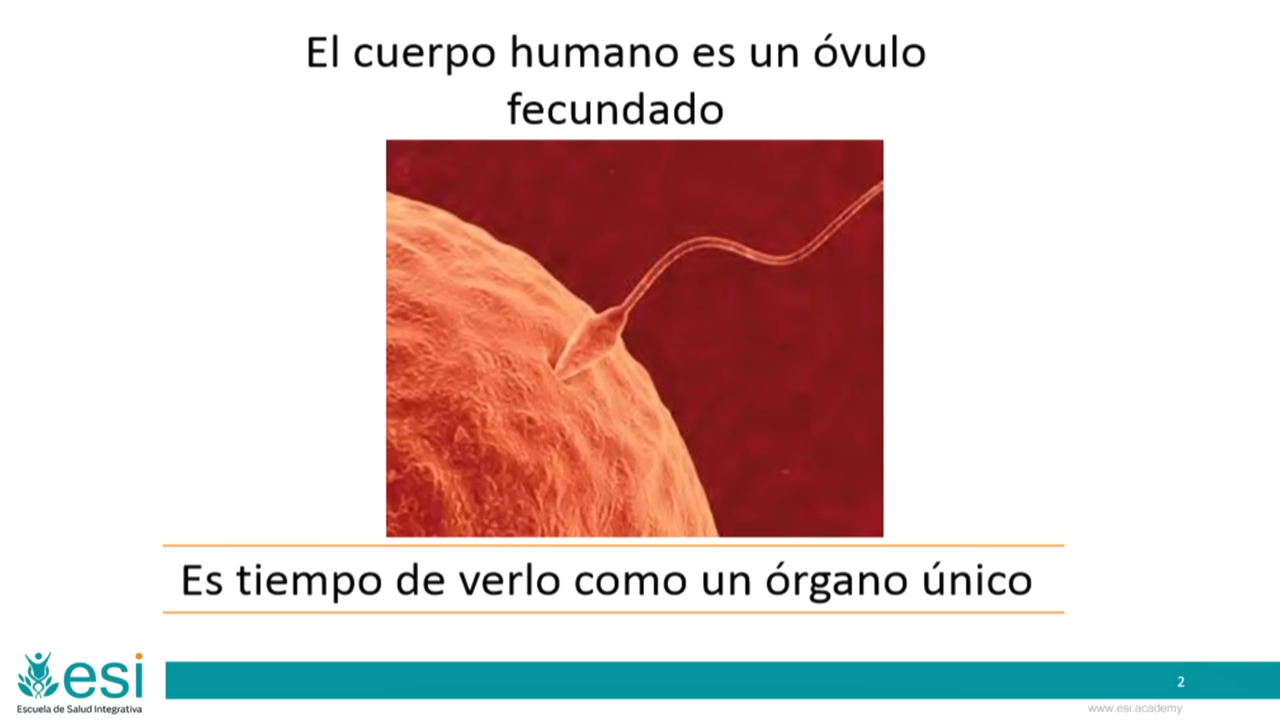 El cuerpo humano es un óvulo
fecundado
Es tiempo de verlo como un órgano único
esi
Escuela de Salud Integrativa
2
www.esi.academy